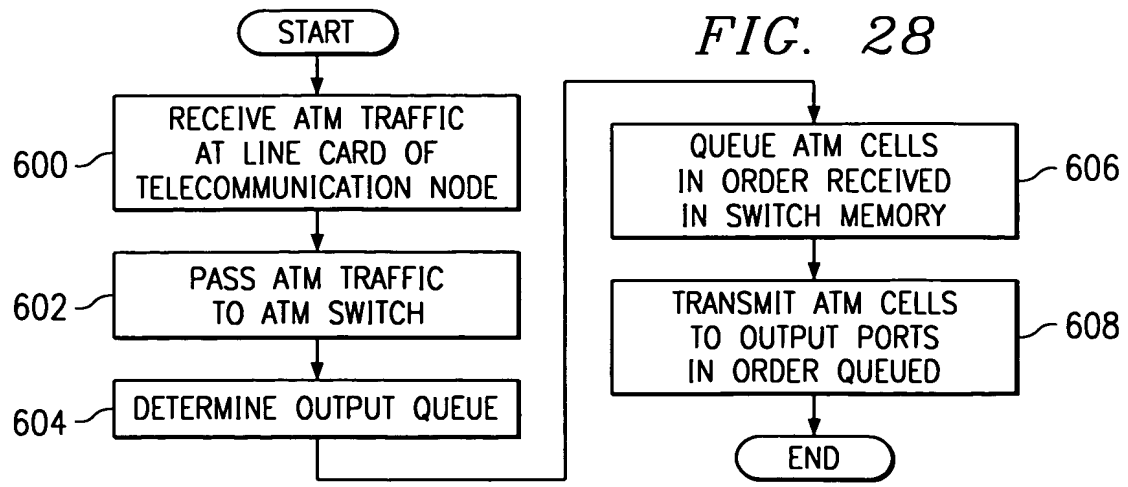 FIG. 28
START
600
RECEIVE ATM TRAFFIC
AT LINE CARD OF
TELECOMMUNICATION NODE
602
PASS ATM TRAFFIC
TO ATM SWITCH
604
DETERMINE OUTPUT QUEUE
QUEUE ATM CELLS
IN ORDER RECEIVED
IN SWITCH MEMORY
606
TRANSMIT ATM CELLS
TO OUTPUT PORTS
IN ORDER QUEUED
608
END